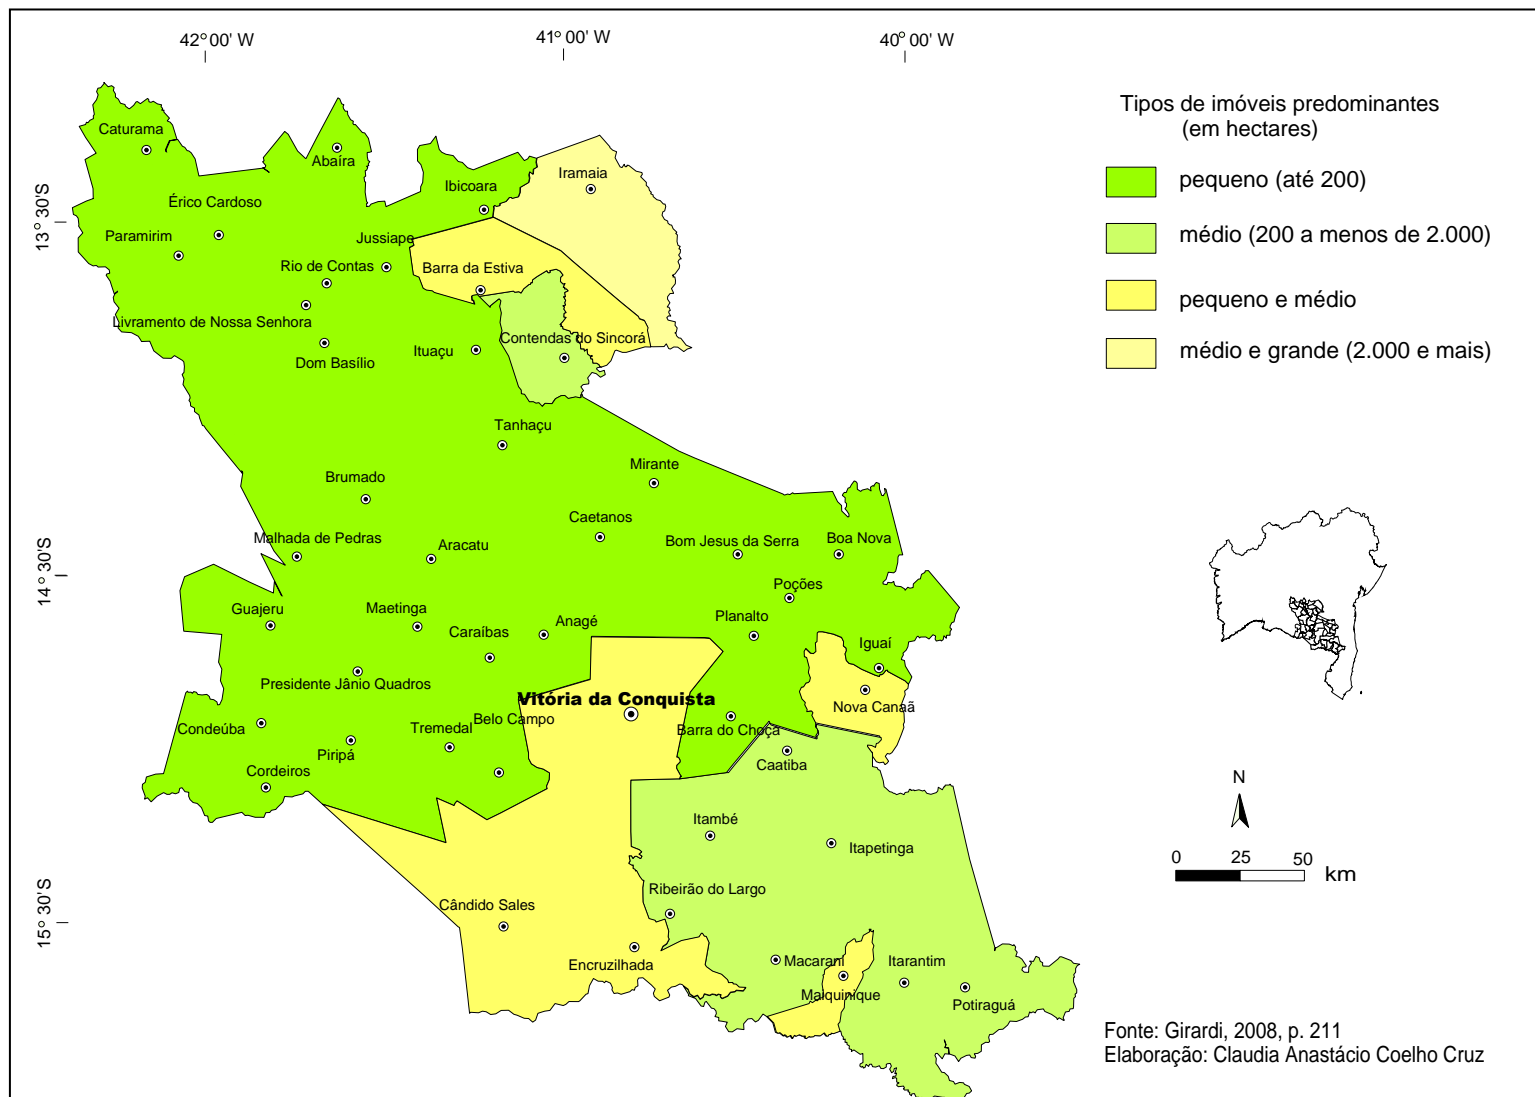 42° 00' W
41° 00' W
40° 00' W
13° 30'S
14° 30'S
15° 30'S
Tipos de imóveis predominantes
(em hectares)
pequeno (até 200)
médio (200 a menos de 2.000)
pequeno e médio
médio e grande (2.000 e mais)
Caturama
Abaíra
Ibicoara
Iramaia
Érico Cardoso
Paramirim
Jussiape
Rio de Contas
Barra da Estiva
Livramento de Nossa Senhora
Dom Basílio
Ituaçu
Contendas do Sincorá
Tanhaçu
Mirante
Brumado
Caetanos
Malhada de Pedras
Aracatu
Bom Jesus da Serra
Boa Nova
Poções
Guajeru
Maetinga
Caraíbas
Anagé
Planalto
Iguaí
Presidente Jânio Quadros
Vitória da Conquista
Nova Canaã
Condeúba
Piripá
Tremedal
Belo Campo
Barra do Choça
Cordeiros
Caatiba
Itambé
Itapetinga
Ribeirão do Largo
Cândido Sales
Encruzilhada
Macarani
Maiquinique
Itarantim
Potiraguá
N
0 25 50 km
Fonte: Girardi, 2008, p. 211
Elaboração: Claudia Anastácio Coelho Cruz